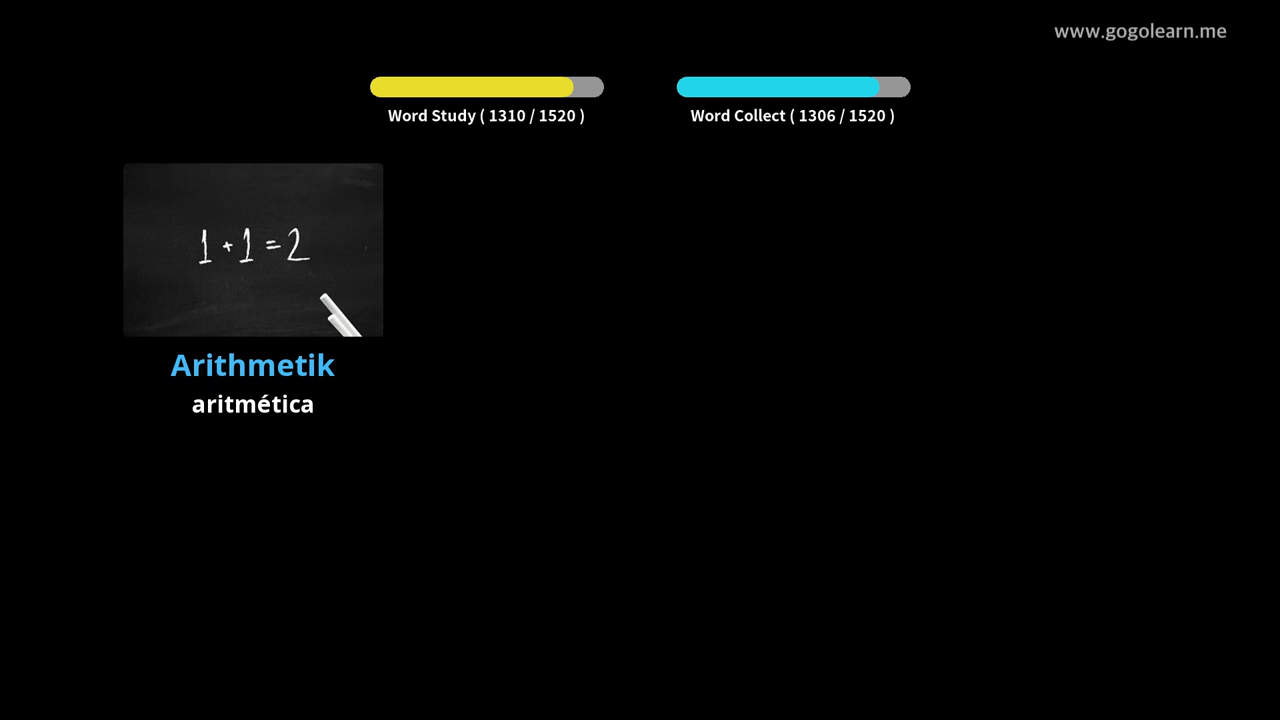 www.gogolearn.me
Word Study ( 1310 / 1520 )
Word Collect ( 1306 / 1520 )
1 + 1 = 2
Arithmetik
aritmética